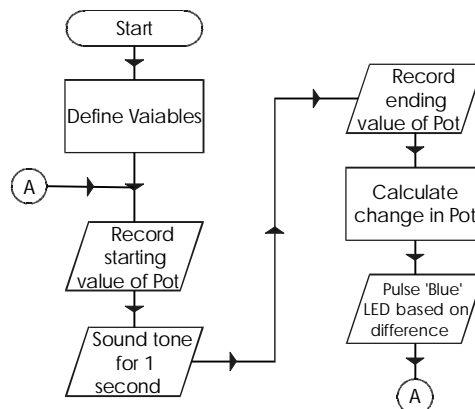 Start
Define Vaiables
A
Record
starting
value of Pot
Sound tone
for 1
second
Record
ending
value of Pot
Calculate
change in Pot
Pulse 'Blue'
LED based on
difference
A